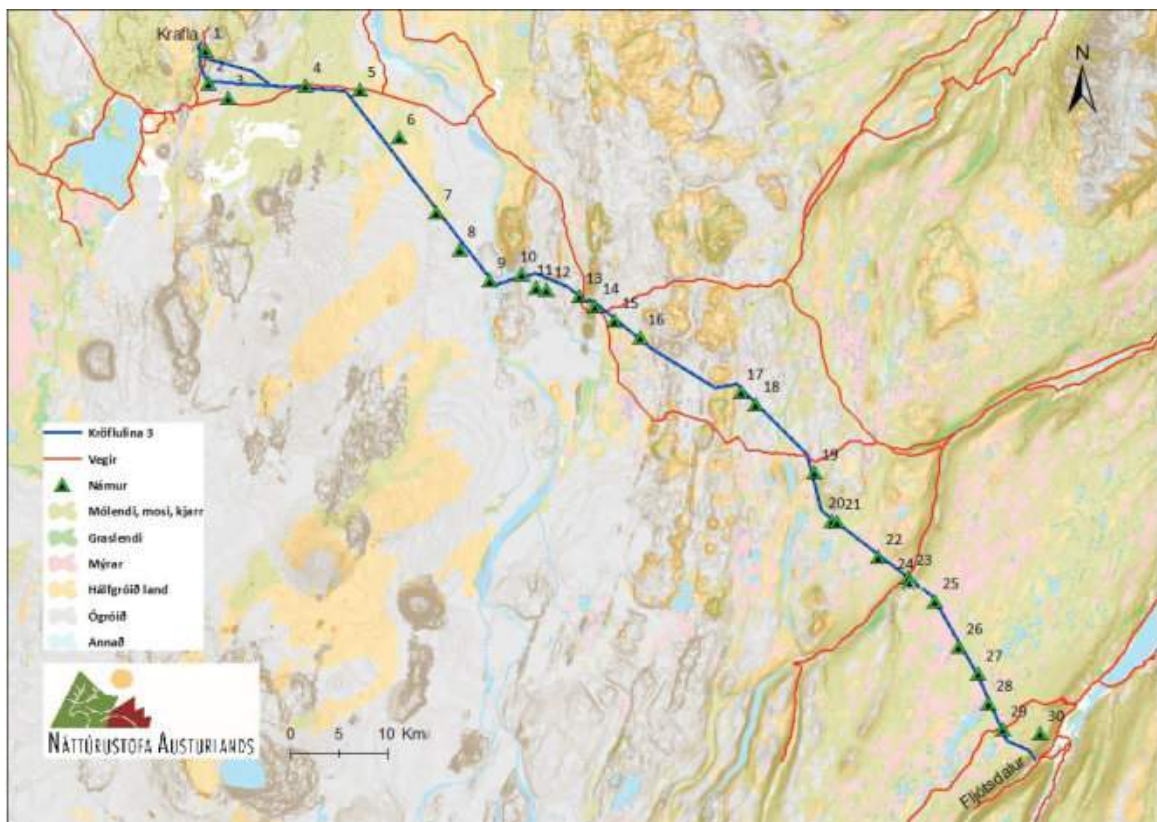 Krafla
1
2
3
4
5
6
7
8
9
10
11
12
13
14
15
16
17
18
19
20
21
22
23
24
25
26
27
28
29
30
N
Fljótsdalur
Kröflulína 3
Vegir
Námur
Mólendi, mosi, kjarr
Graslendi
Mýrar
Hálfgróið land
Ógróið
Annað
NÁTTÚRUSTOFA AUSTURLANDS
0 5 10 Km